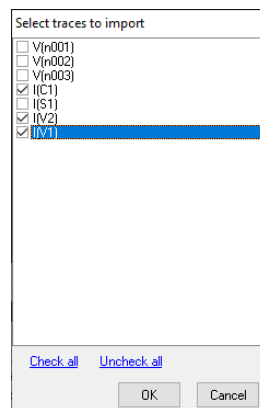 Select traces to import
V(n001)
V(n002)
V(n003)
I(C1)
I(S1)
I(V2)
I(V1)
Check all Uncheck all
OK Cancel